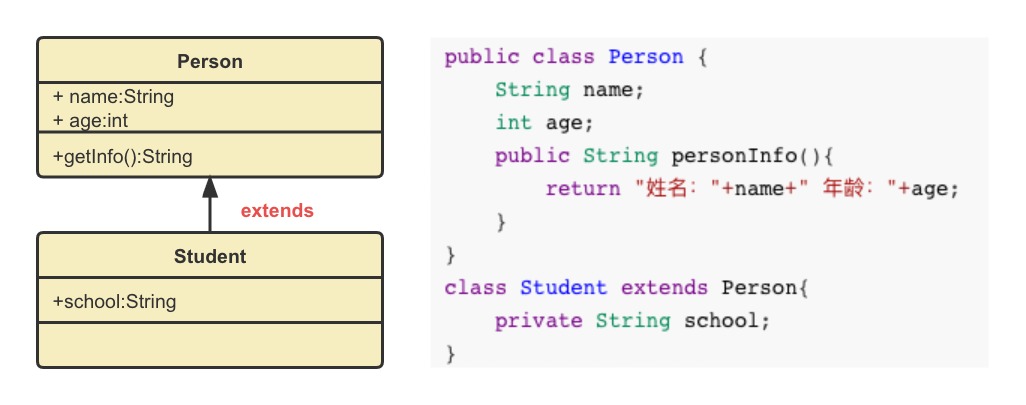 Person
+ name:String
+ age:int
+getInfo():String
extends
Student
+school:String
public class Person {
    String name;
    int age;
    public String personInfo(){
        return "姓名："+name+" 年龄："+age;
    }
}
class Student extends Person{
    private String school;
}